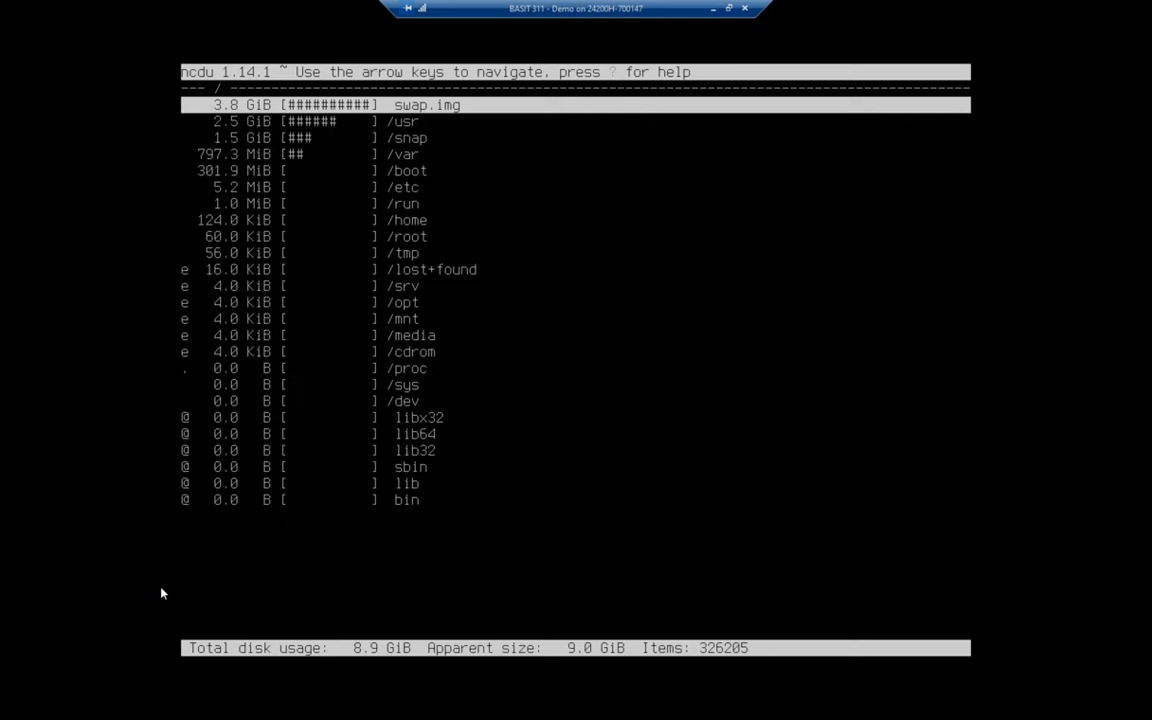 BASIT 311 - Demo on 24200H-700147
ncdu 1.14.1 ~ Use the arrow keys to navigate, press ? for help
--- / ------------------------------------------------------------------------------------------
3.8 GiB [##########]  swap.img
2.5 GiB [######    ] /usr
1.5 GiB [###       ] /snap
797.3 MiB [##        ] /var
301.9 MiB [          ] /boot
5.2 MiB [          ] /etc
1.0 MiB [          ] /run
124.0 KiB [          ] /home
60.0 KiB [          ] /root
56.0 KiB [          ] /tmp
e 16.0 KiB [          ] /lost+found
e 4.0 KiB [          ] /srv
e 4.0 KiB [          ] /opt
e 4.0 KiB [          ] /mnt
e 4.0 KiB [          ] /media
e 4.0 KiB [          ] /cdrom
. 0.0 B [          ] /proc
0.0 B [          ] /sys
0.0 B [          ] /dev
@ 0.0 B [          ]  libx32
@ 0.0 B [          ]  lib64
@ 0.0 B [          ]  lib32
@ 0.0 B [          ]  sbin
@ 0.0 B [          ]  lib
@ 0.0 B [          ]  bin
Total disk usage: 8.9 GiB Apparent size: 9.0 GiB Items: 326205